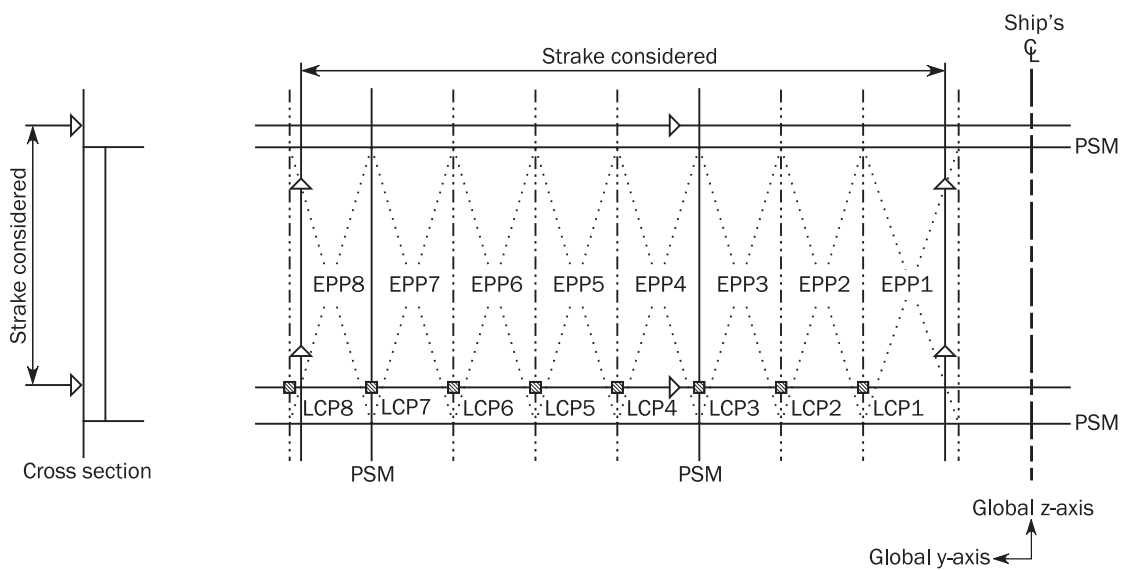 Ship's
℄
Strake considered
Strake considered
PSM
EPP8 EPP7 EPP6 EPP5 EPP4 EPP3 EPP2 EPP1
LCP8 LCP7 LCP6 LCP5 LCP4 LCP3 LCP2 LCP1
PSM
Cross section
PSM
PSM
Global z-axis
Global y-axis